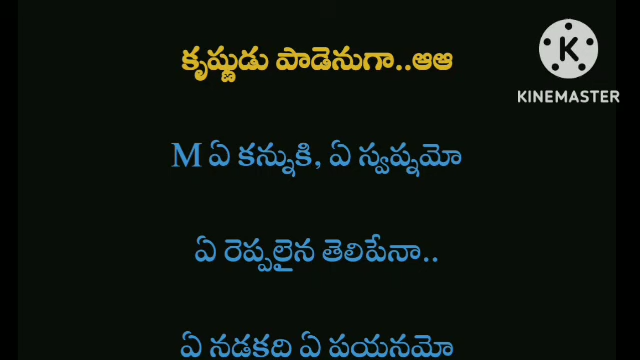 కృష్ణుడు పాడెనుగా..ఆఆ
KINEMASTER
M ఏ కన్నుకి, ఏ స్వప్నమో
ఏ రెప్పలైన తెలిపేనా..
ఏ నడకది ఏ పయనమో